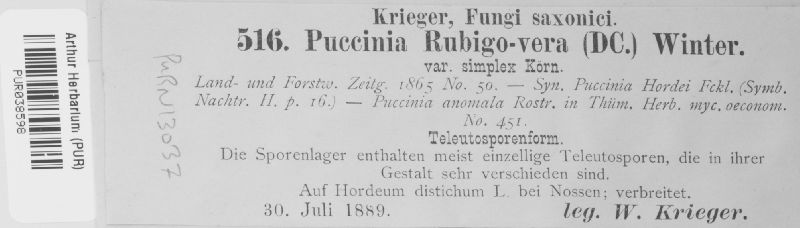 Krieger, Fungi saxonici.
516. Puccinia Rubigo-vera (DC.) Winter.
var. simplex Körn.
Land- und Forstw. Zeitg. 1865 No. 50. — Syn. Puccinia Hordei Fckl. (Symb.
Nachtr. II. p. 16.) — Puccinia anomala Rostr. in Thüm. Herb. myc. oeconom.
No. 451.
Teleutosporenform.
Die Sporenlager enthalten meist einzellige Teleutosporen, die in ihrer
Gestalt sehr verschieden sind.
Auf Hordeum distichum L. bei Nossen; verbreitet.
30. Juli 1889. leg. W. Krieger.
Arthur Herbarium (PUR)
PUR038598
PURN13037